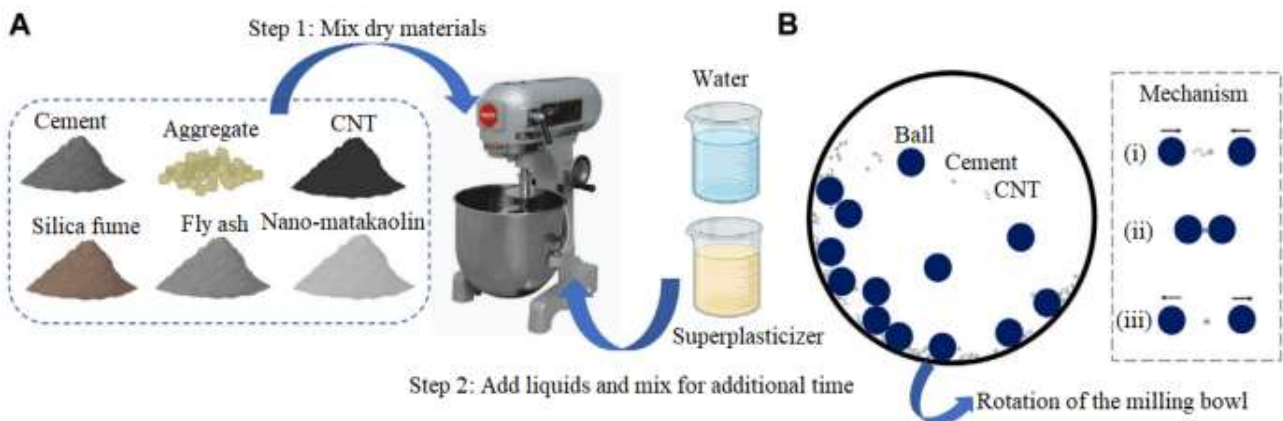 A
Step 1: Mix dry materials
Cement
Aggregate
CNT
Silica fume
Fly ash
Nano-matakaolin
Water
Superplasticizer
Step 2: Add liquids and mix for additional time
B
Ball
Cement
CNT
Mechanism
(i)
(ii)
(iii)
Rotation of the milling bowl